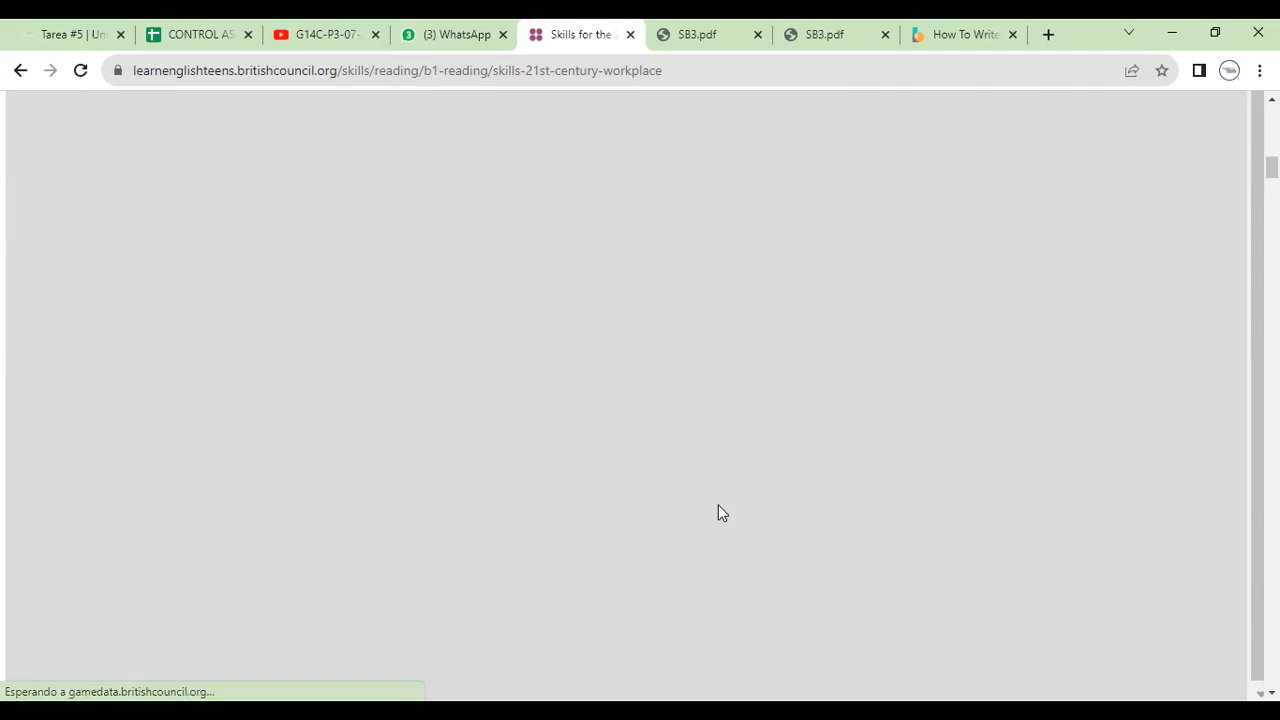 Tarea #5 | Un
CONTROL AS
G14C-P3-07-
(3) WhatsApp
Skills for the 2
SB3.pdf
SB3.pdf
How To Write
learnenglishteens.britishcouncil.org/skills/reading/b1-reading/skills-21st-century-workplace
Esperando a gamedata.britishcouncil.org...